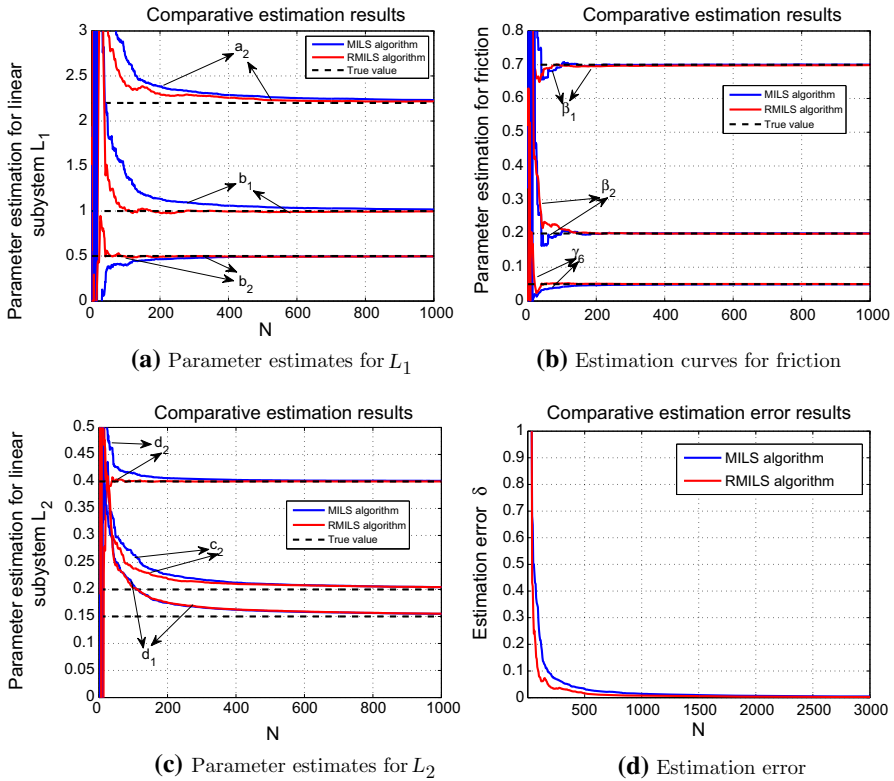 Comparative estimation results
Parameter estimation for linear
subystem L1
3
2.5
2
1.5
1
0.5
0
MILS algorithm
RMILS algorithm
True value
a2
b1
b2
0
200
400
600
800
1000
N
(a) Parameter estimates for L1
Comparative estimation results
Parameter estimation for friction
0.8
0.7
0.6
0.5
0.4
0.3
0.2
0.1
0
MILS algorithm
RMILS algorithm
True value
β1
β2
γ6
0
200
400
600
800
1000
N
(b) Estimation curves for friction
Comparative estimation results
Parameter estimation for linear
subystem L2
0.5
0.45
0.4
0.35
0.3
0.25
0.2
0.15
0.1
0.05
0
MILS algorithm
RMILS algorithm
True value
d2
c2
d1
0
200
400
600
800
1000
N
(c) Parameter estimates for L2
Comparative estimation error results
Estimation error δ
1
0.9
0.8
0.7
0.6
0.5
0.4
0.3
0.2
0.1
0
MILS algorithm
RMILS algorithm
500
1000
1500
2000
2500
3000
N
(d) Estimation error